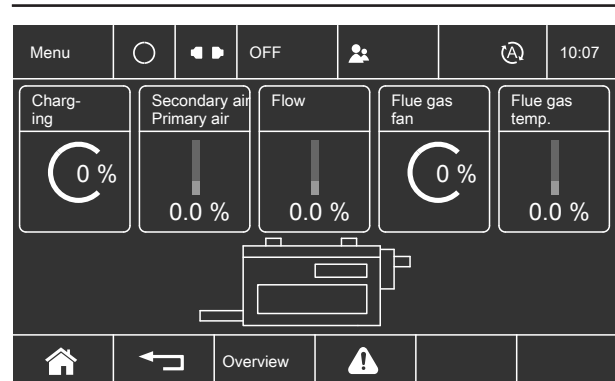 Menu OFF A 10:07
Charg-
ing
0 %
Secondary air
Primary air
0.0 %
Flow
0.0 %
Flue gas
fan
0 %
Flue gas
temp.
0.0 %
Overview